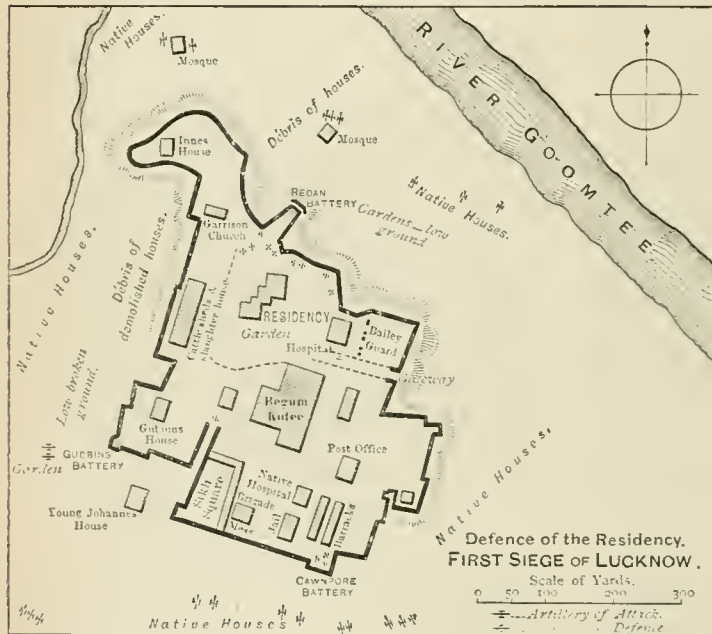 Native
Houses.
Mosque
RIVER GOOMTEE
Débris of houses.
Mosque
Innes
House
REDAN
BATTERY
Native Houses.
Gardens—low
ground
Garrison
Church
Native Houses.
Débris of
demolished houses.
Cattle sheds &
slaughter house
RESIDENCY
Garden
Hospital
Bailey
Guard
Gateway
Low broken
ground.
Begum
Kotee
Gubbins
House
Post Office
GUBBINS
BATTERY
Garden
Native
Hospital
Brigade
Mess
Sikh
Square
Jail
Barracks
Young Johannes
House
Native Houses.
CAWNPORE
BATTERY
Native Houses
Defence of the Residency.
FIRST SIEGE OF LUCKNOW.
Scale of Yards.
0 50 100 200 300
Artillery of Attack.
" " Defence